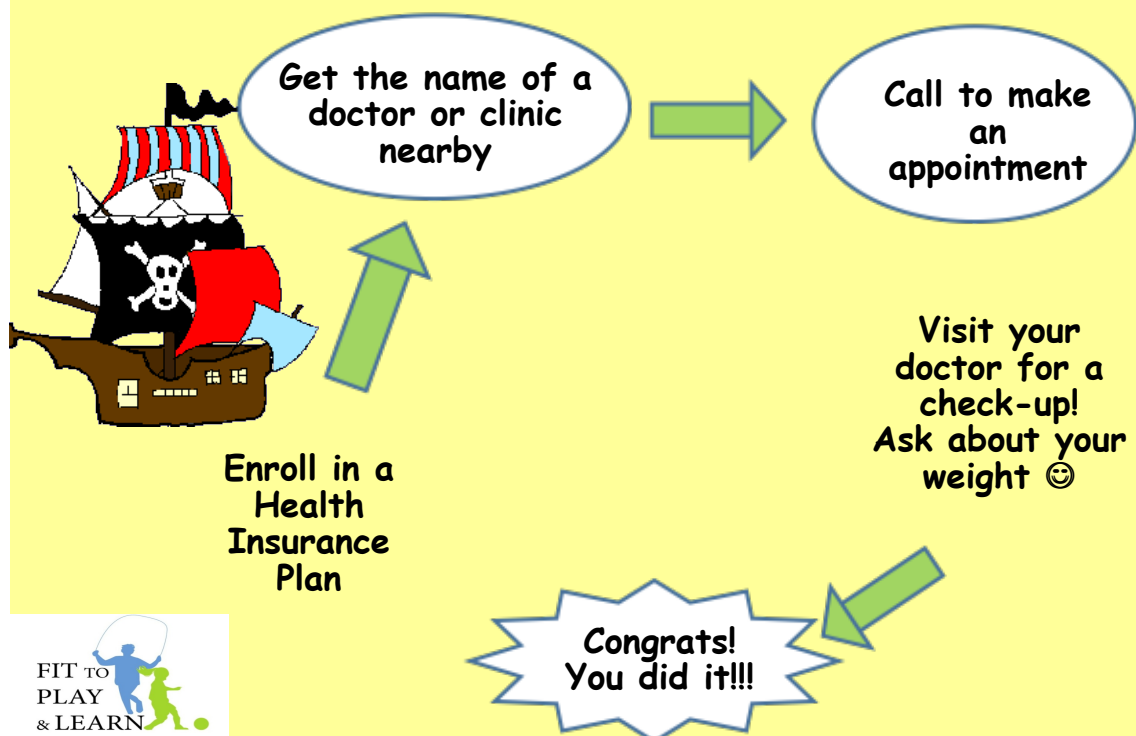 Get the name of a
doctor or clinic
nearby
Call to make
an
appointment
Visit your
doctor for a
check-up!
Ask about your
weight ☺
Enroll in a
Health
Insurance
Plan
Congrats!
You did it!!!
FIT TO
PLAY
& LEARN